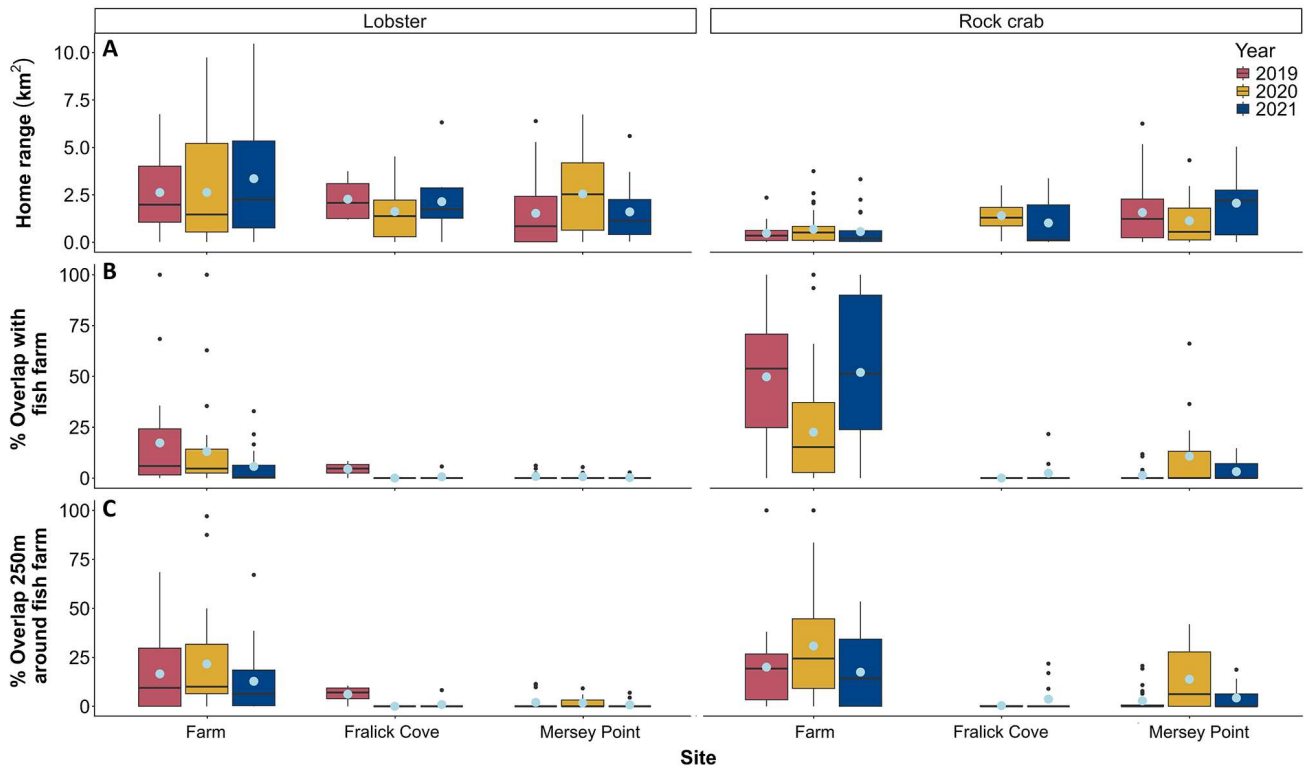 Lobster
Rock crab
A
Home range (km²)
10.0
7.5
5.0
2.5
0.0
Year
2019
2020
2021
B
% Overlap with
fish farm
100
75
50
25
0
C
% Overlap 250m
around fish farm
100
75
50
25
0
Farm
Fralick Cove
Mersey Point
Farm
Fralick Cove
Mersey Point
Site